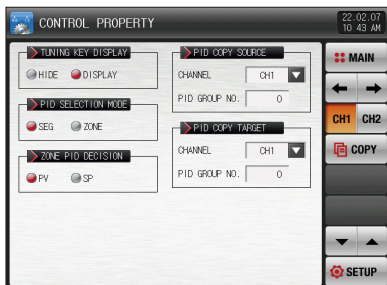 CONTROL PROPERTY
22.02.07
10 43 AM
TUNING KEY DISPLAY
HIDE DISPLAY
PID SELECTION MODE
SEG ZONE
ZONE PID DECISION
PV SP
PID COPY SOURCE
CHANNEL CH1
PID GROUP NO. 0
PID COPY TARGET
CHANNEL CH1
PID GROUP NO. 0
MAIN
CH1 CH2
COPY
SETUP